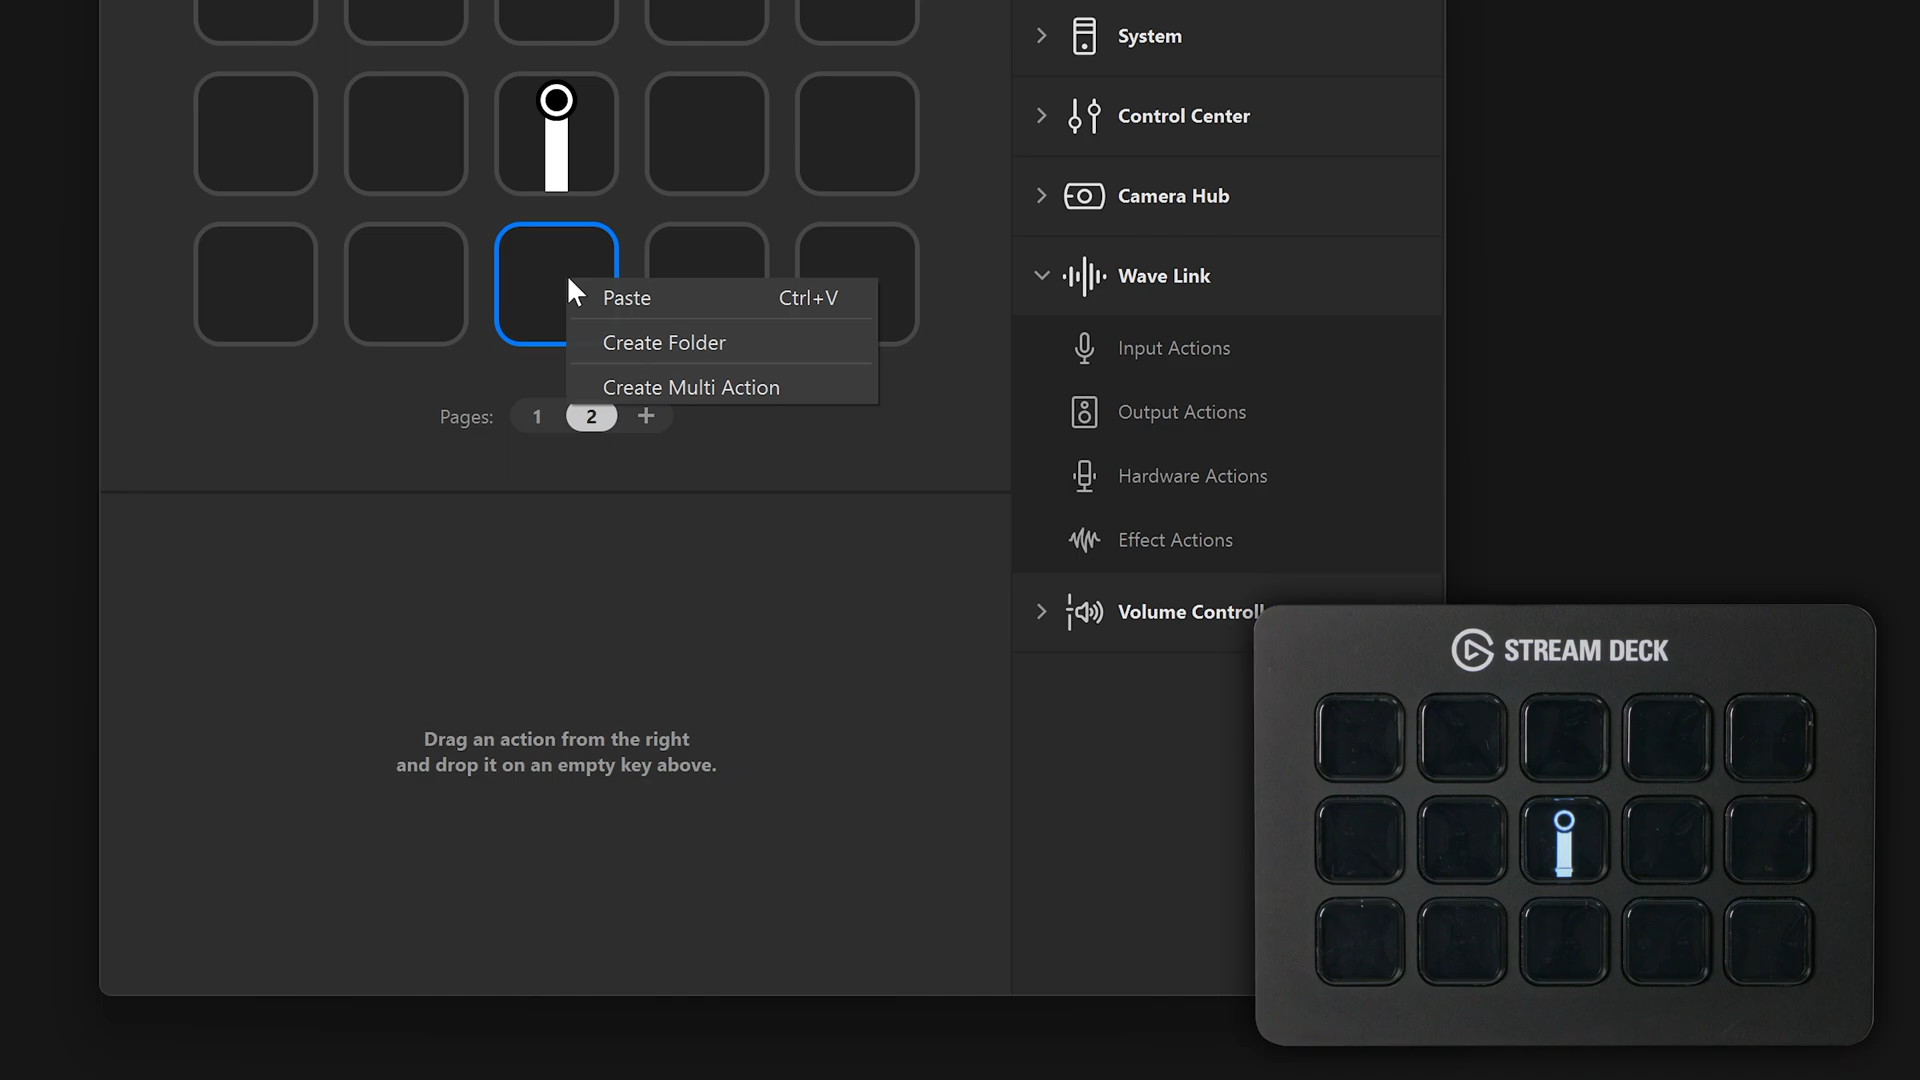 System
Control Center
Camera Hub
Wave Link
Paste Ctrl+V
Create Folder
Create Multi Action
Input Actions
Output Actions
Pages: 1 2 +
Hardware Actions
Effect Actions
Volume Controll
STREAM DECK
Drag an action from the right
and drop it on an empty key above.